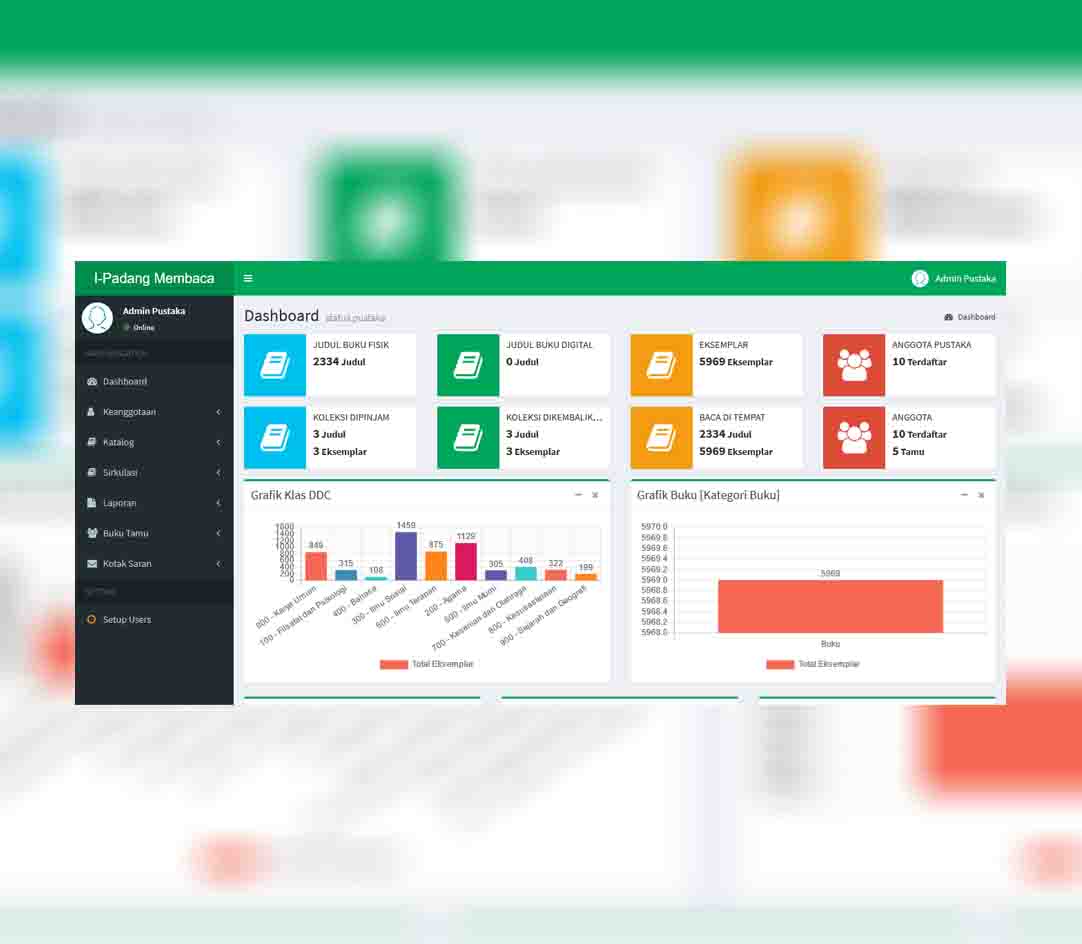 I-Padang Membaca
Admin Pustaka
Admin Pustaka
Online
MAIN NAVIGATION
Dashboard
Keanggotaan
Katalog
Sirkulasi
Laporan
Buku Tamu
Kotak Saran
SETTING
Setup Users
Dashboard status pustaka
Dashboard
JUDUL BUKU FISIK
2334 Judul
JUDUL BUKU DIGITAL
0 Judul
EKSEMPLAR
5969 Eksemplar
ANGGOTA PUSTAKA
10 Terdaftar
KOLEKSI DIPINJAM
3 Judul
3 Eksemplar
KOLEKSI DIKEMBALIK...
3 Judul
3 Eksemplar
BACA DI TEMPAT
2334 Judul
5969 Eksemplar
ANGGOTA
10 Terdaftar
5 Tamu
Grafik Klas DDC
1600
1400
1200
1000
800
600
400
200
0
849
315
108
1459
875
1129
305
408
322
199
000 - Karya Umum
100 - Filsafat dan Psikologi
400 - Bahasa
300 - Ilmu Sosial
600 - Ilmu Terapan
200 - Agama
500 - Ilmu Murni
700 - Kesenian dan Olahraga
800 - Kesusastraan
900 - Sejarah dan Geografi
Total Eksemplar
Grafik Buku [Kategori Buku]
5970.0
5969.8
5969.6
5969.4
5969.2
5969.0
5968.8
5968.6
5968.4
5968.2
5968.0
5969
Buku
Total Eksemplar